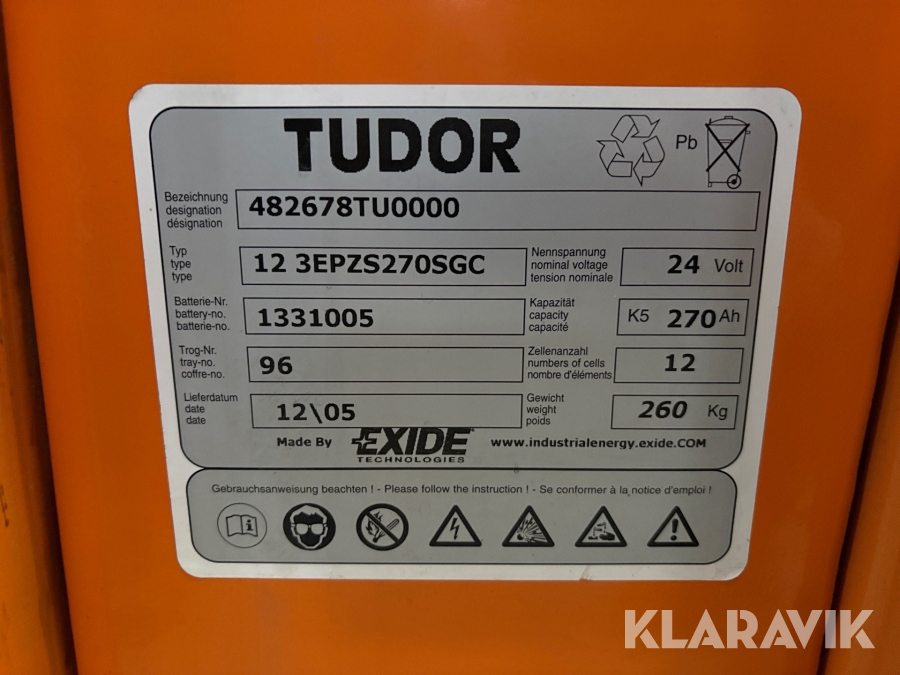 TUDOR
Pb
Bezeichnung
designation
désignation
482678TU0000
Typ
type
type
12 3EPZS270SGC
Nennspannung
nominal voltage
tension nominale
24 Volt
Batterie-Nr.
battery-no.
batterie-no.
1331005
Kapazität
capacity
capacité
K5 270 Ah
Trog-Nr.
tray-no.
coffre-no.
96
Zellenanzahl
numbers of cells
nombre d'éléments
12
Lieferdatum
date
date
12\05
Gewicht
weight
poids
260 Kg
Made By EXIDE TECHNOLOGIES www.industrialenergy.exide.COM
Gebrauchsanweisung beachten ! - Please follow the instruction ! - Se conformer à la notice d'emploi !
KLARAVIK